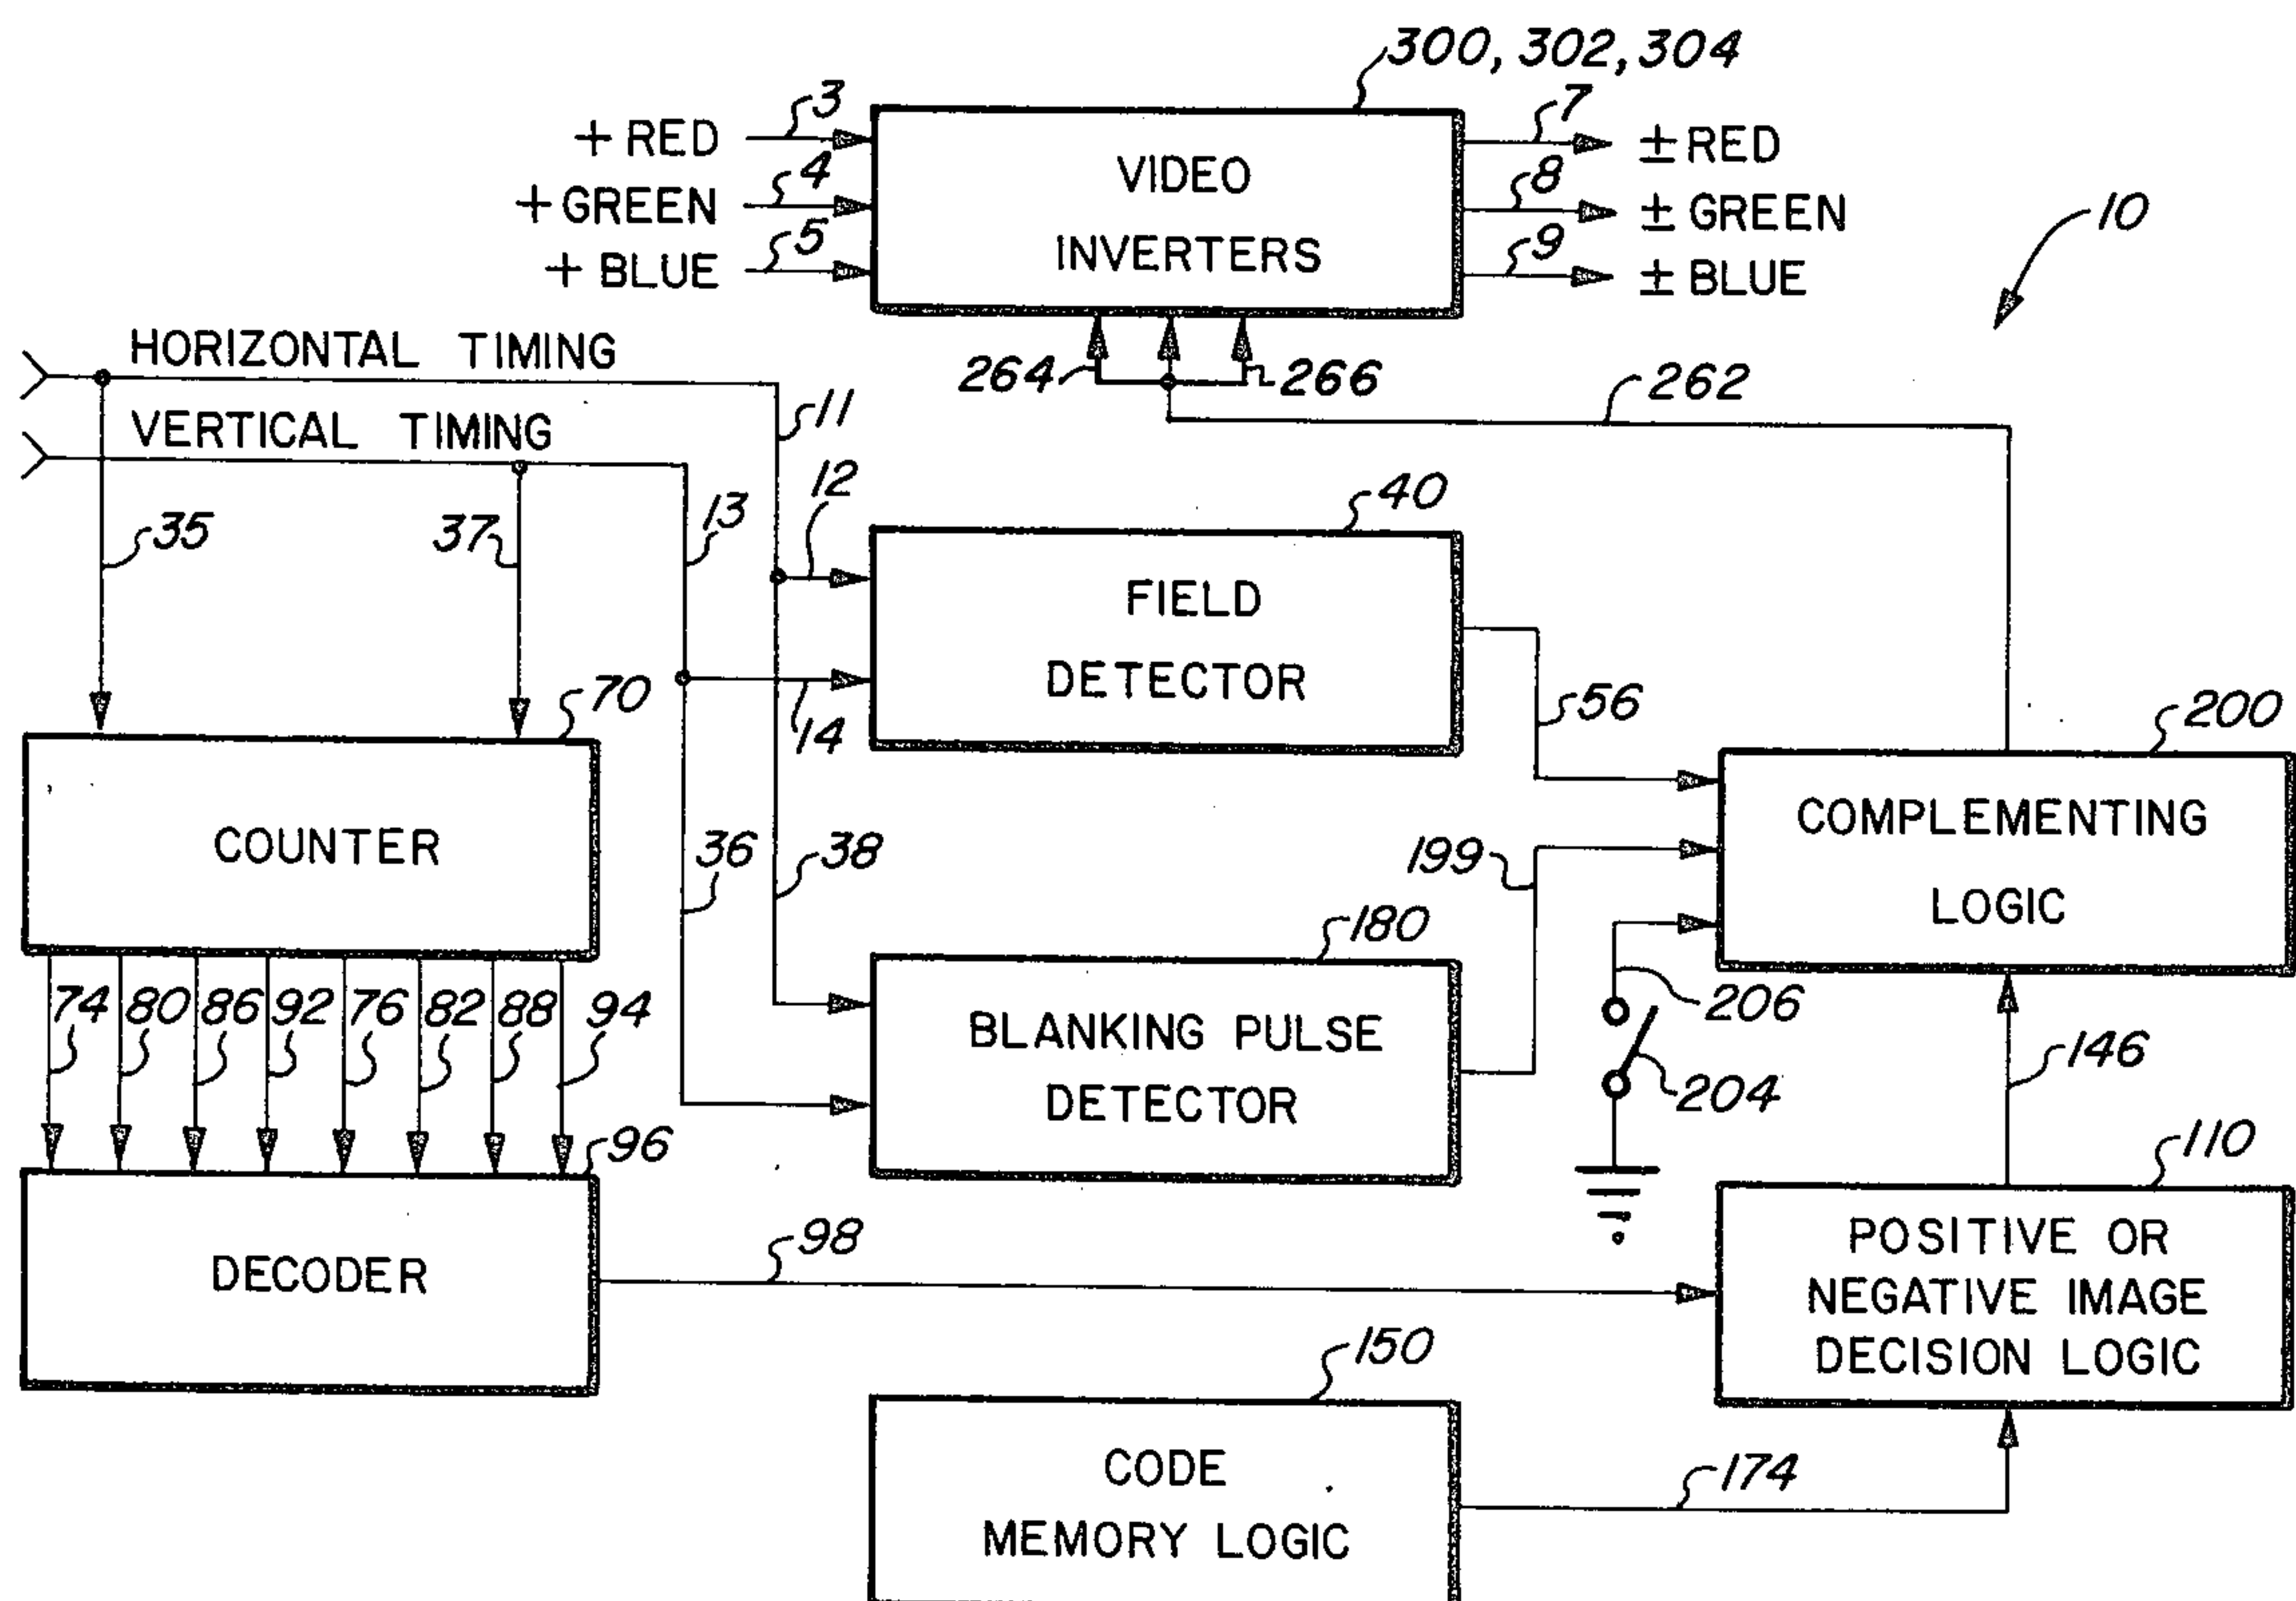 300, 302, 304
+ RED 3 7 ± RED
+ GREEN 4 8 ± GREEN
+ BLUE 5 9 ± BLUE
VIDEO
INVERTERS
10
HORIZONTAL TIMING
264 266 262
11
VERTICAL TIMING
12
13
35
37
14
40
FIELD
DETECTOR
56
70
COUNTER
36
38
199
200
COMPLEMENTING
LOGIC
180
BLANKING PULSE
DETECTOR
206
204
146
74 80 86 92 76 82 88 94
96
DECODER
98
110
POSITIVE OR
NEGATIVE IMAGE
DECISION LOGIC
150
CODE
MEMORY LOGIC
174